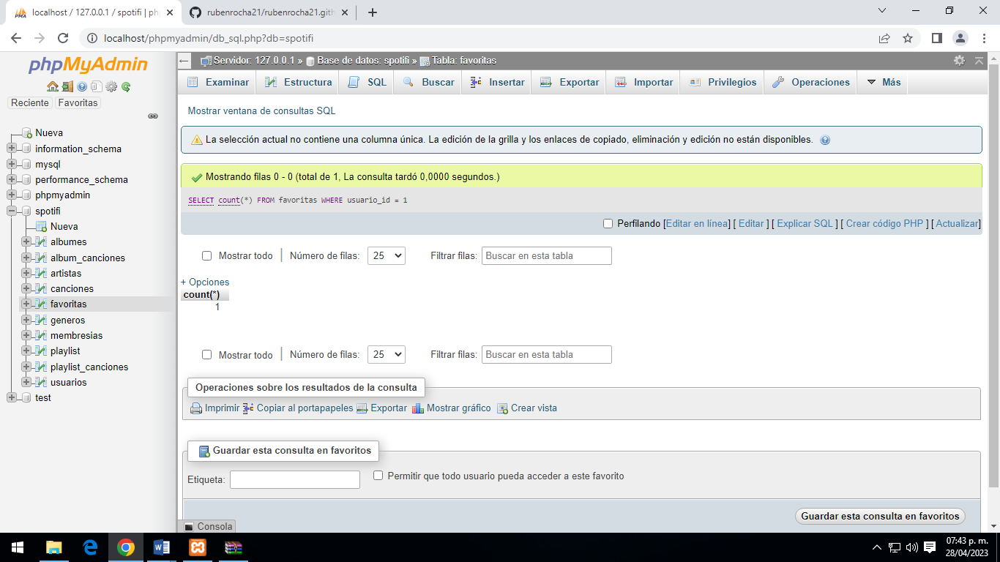 localhost / 127.0.0.1 / spotifi | ph
rubenrocha21/rubenrocha21.gith
localhost/phpmyadmin/db_sql.php?db=spotifi
phpMyAdmin
Reciente Favoritas
Nueva
information_schema
mysql
performance_schema
phpmyadmin
spotifi
Nueva
albumes
album_canciones
artistas
canciones
favoritas
generos
membresias
playlist
playlist_canciones
usuarios
test
Servidor: 127.0.0.1 » Base de datos: spotifi » Tabla: favoritas
Examinar Estructura SQL Buscar Insertar Exportar Importar Privilegios Operaciones Más
Mostrar ventana de consultas SQL
La selección actual no contiene una columna única. La edición de la grilla y los enlaces de copiado, eliminación y edición no están disponibles.
Mostrando filas 0 - 0 (total de 1, La consulta tardó 0,0000 segundos.)
SELECT count(*) FROM favoritas WHERE usuario_id = 1
Perfilando [Editar en línea] [ Editar ] [ Explicar SQL ] [ Crear código PHP ] [ Actualizar]
Mostrar todo | Número de filas: 25 Filtrar filas: Buscar en esta tabla
+ Opciones
count(*)
1
Mostrar todo | Número de filas: 25 Filtrar filas: Buscar en esta tabla
Operaciones sobre los resultados de la consulta
Imprimir Copiar al portapapeles Exportar Mostrar gráfico Crear vista
Guardar esta consulta en favoritos
Etiqueta: Permitir que todo usuario pueda acceder a este favorito
Guardar esta consulta en favoritos
Consola
07:43 p. m.
28/04/2023